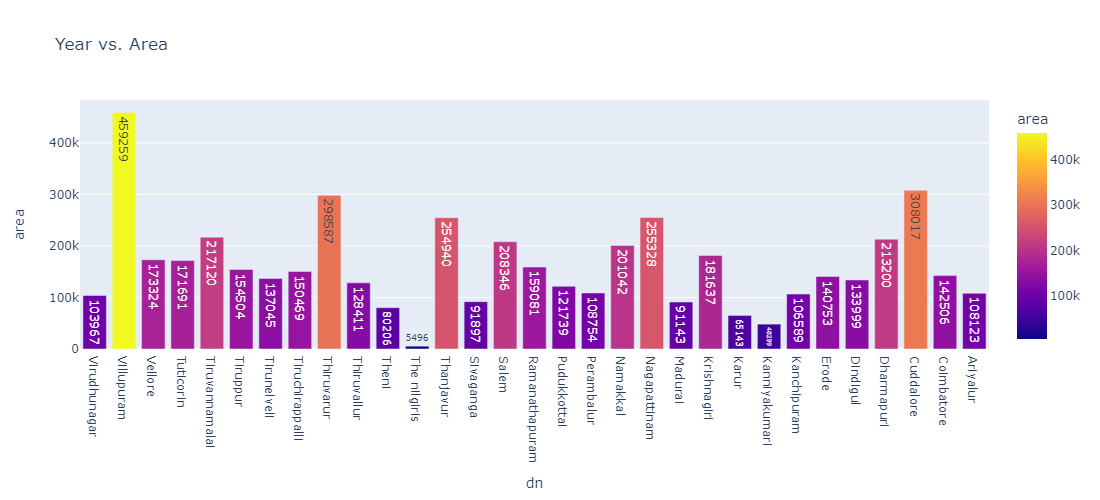 Year vs. Area
area
400k
300k
200k
100k
0
103967
459259
173324
171691
217120
154504
137045
150469
298587
128411
80206
5496
254940
91897
208346
159081
121739
108754
201042
255328
91143
181637
65143
106589
140753
133999
213200
308017
142506
108123
Virudhunagar
Villupuram
Vellore
Tuticorin
Tiruvannamalai
Tiruppur
Tirunelveli
Tiruchirappalli
Thiruvarur
Thiruvallur
Theni
The nilgiris
Thanjavur
Sivaganga
Salem
Ramanathapuram
Pudukkottai
Perambalur
Namakkal
Nagapattinam
Madurai
Krishnagiri
Karur
Kanniyakumari
Kanchipuram
Erode
Dindigul
Dharmapuri
Cuddalore
Coimbatore
Ariyalur
dn
area
400k
300k
200k
100k